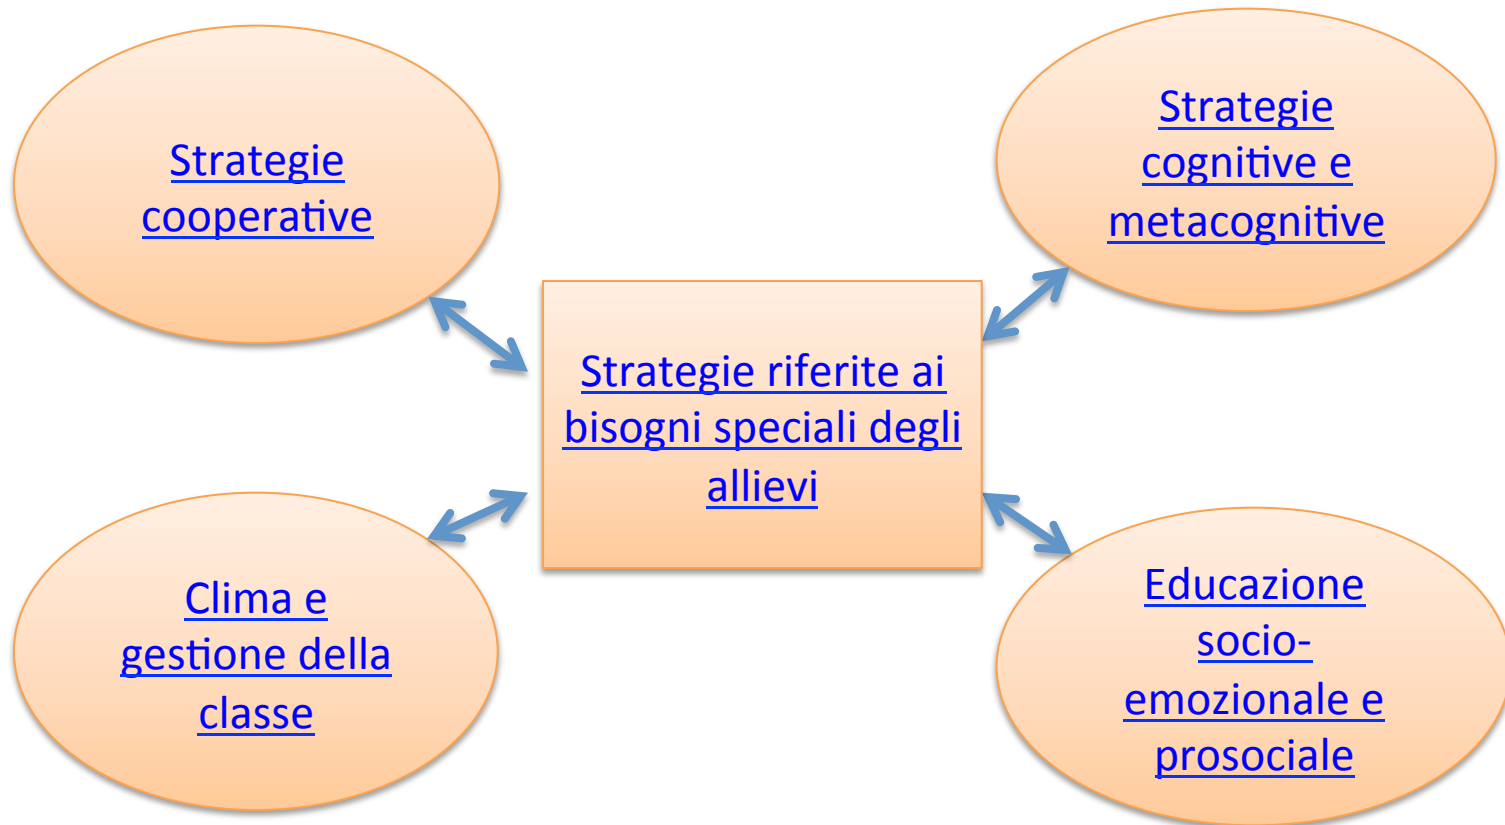 Strategie
cooperative
Strategie
cognitive e
metacognitive
Strategie riferite ai
bisogni speciali degli
allievi
Clima e
gestione della
classe
Educazione
socio-
emozionale e
prosociale